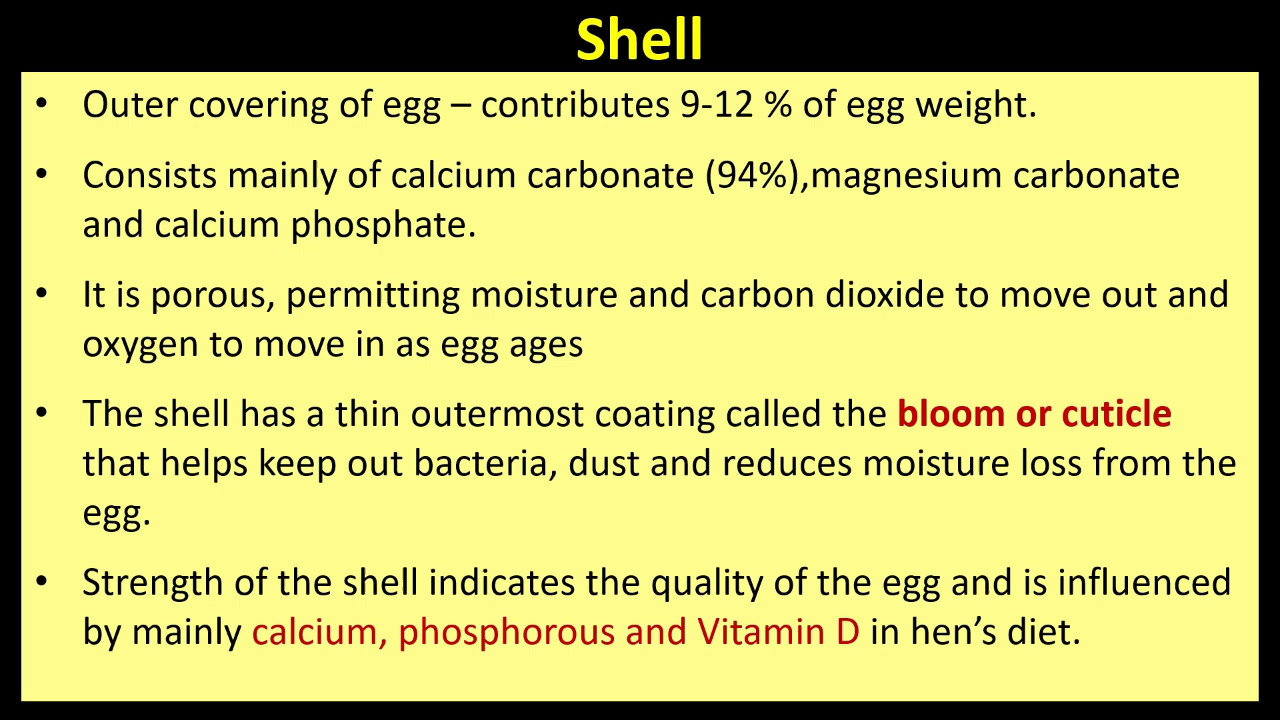 Shell
• Outer covering of egg – contributes 9-12 % of egg weight.
• Consists mainly of calcium carbonate (94%),magnesium carbonate
and calcium phosphate.
• It is porous, permitting moisture and carbon dioxide to move out and
oxygen to move in as egg ages
• The shell has a thin outermost coating called the bloom or cuticle
that helps keep out bacteria, dust and reduces moisture loss from the
egg.
• Strength of the shell indicates the quality of the egg and is influenced
by mainly calcium, phosphorous and Vitamin D in hen’s diet.